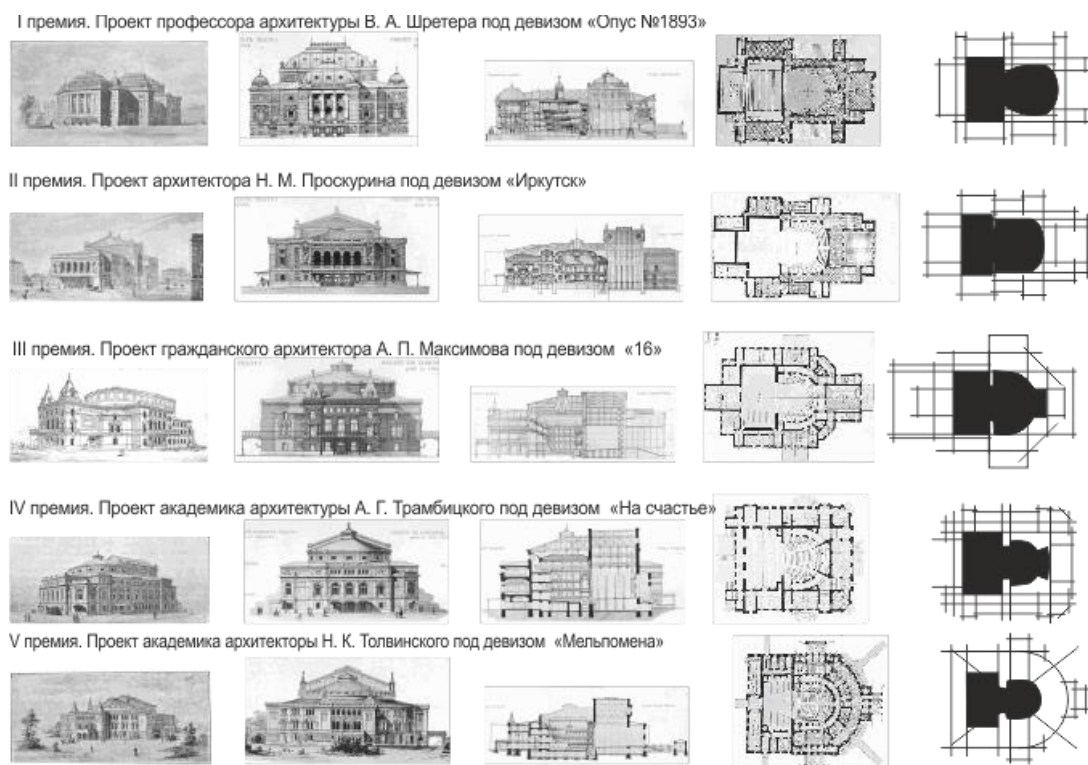 I премия. Проект профессора архитектуры В. А. Шретера под девизом «Опус №1893»
II премия. Проект архитектора Н. М. Проскурина под девизом «Иркутск»
III премия. Проект гражданского архитектора А. П. Максимова под девизом «16»
IV премия. Проект академика архитектуры А. Г. Трамбицкого под девизом «На счастье»
V премия. Проект академика архитекторы Н. К. Толвинского под девизом «Мельпомена»